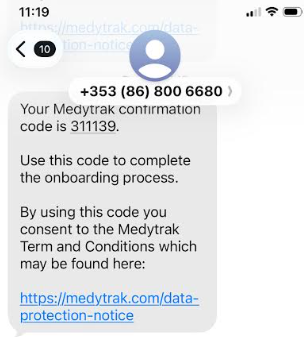 11:19
https://medytrak.com/data-
tion-notice
10
+353 (86) 800 6680
Your Medytrak confirmation
code is 311139.
Use this code to complete
the onboarding process.
By using this code you
consent to the Medytrak
Term and Conditions which
may be found here:
https://medytrak.com/data-
protection-notice